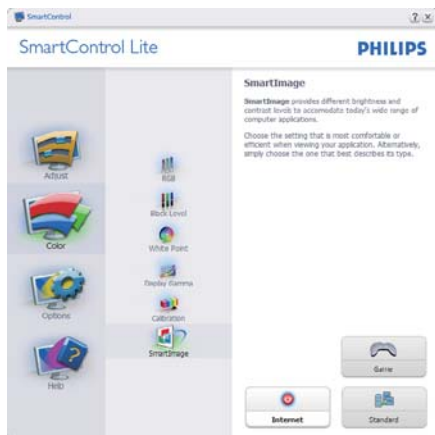 SmartControl
SmartControl Lite
PHILIPS
Adjust
Color
Options
Help
RGB
Black Level
White Point
Display Gamma
Calibration
SmartImage
SmartImage
SmartImage provides different brightness and
contrast levels to accomodate today's wide range of
computer applications.
Choose the setting that is most comfortable or
efficient when viewing your application. Alternatively,
simply choose the one that best describes its type.
Game
Internet
Standard